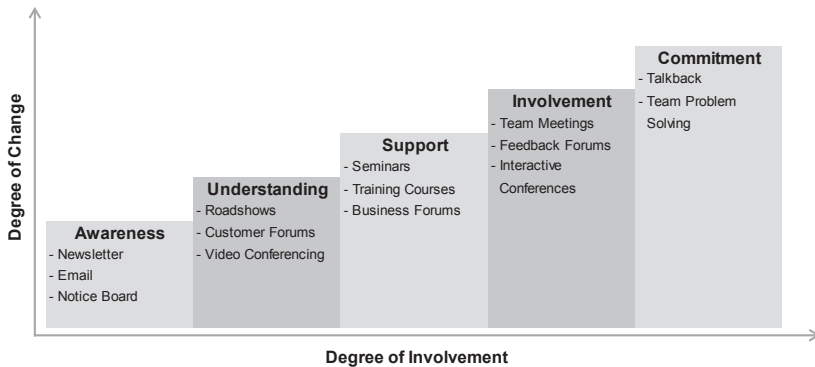 Degree of Change
Commitment
- Talkback
- Team Problem
Solving
Involvement
- Team Meetings
- Feedback Forums
- Interactive
Conferences
Support
- Seminars
- Training Courses
- Business Forums
Understanding
- Roadshows
- Customer Forums
- Video Conferencing
Awareness
- Newsletter
- Email
- Notice Board
Degree of Involvement